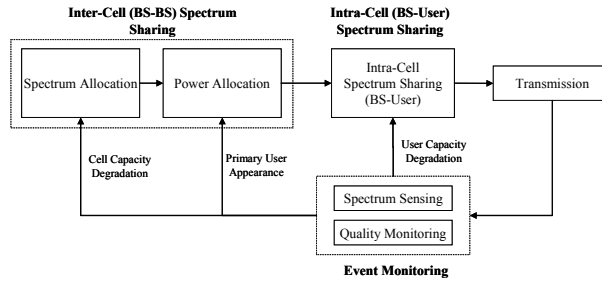 Inter-Cell (BS-BS) Spectrum
Sharing
Intra-Cell (BS-User)
Spectrum Sharing
Spectrum Allocation
Power Allocation
Intra-Cell
Spectrum Sharing
(BS-User)
Transmission
Cell Capacity
Degradation
Primary User
Appearance
User Capacity
Degradation
Spectrum Sensing
Quality Monitoring
Event Monitoring